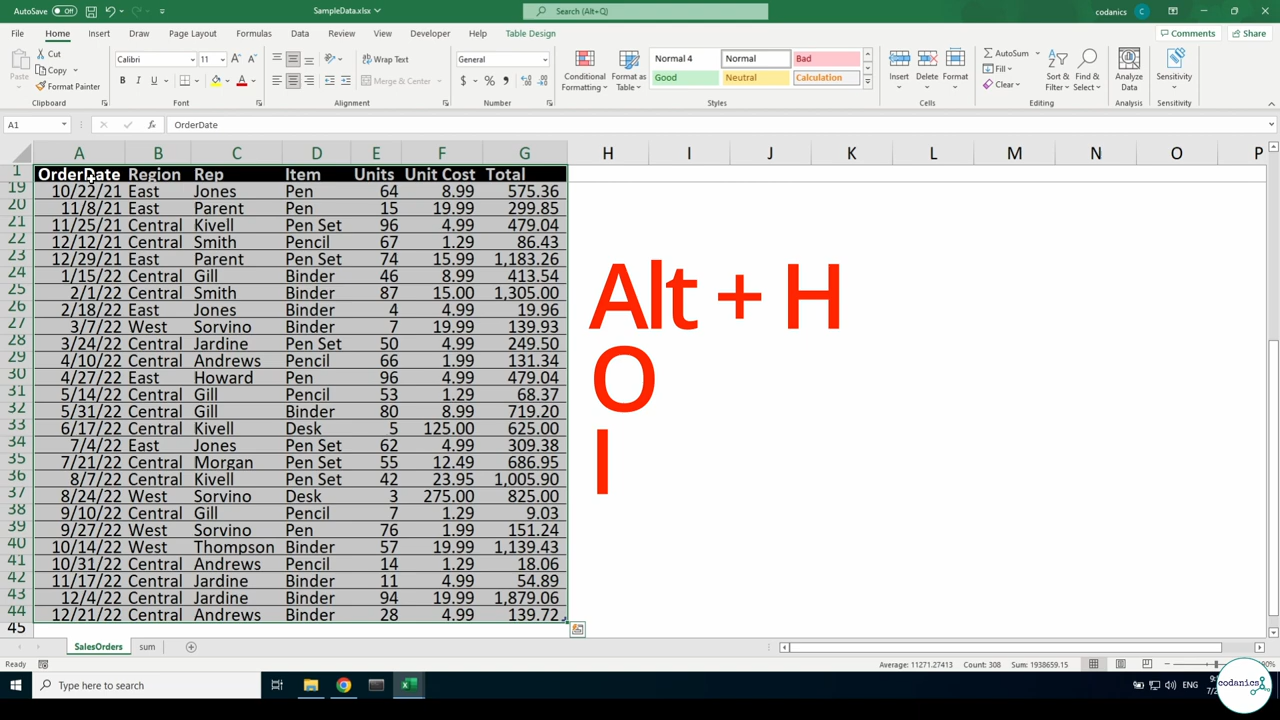 AutoSave Off SampleData.xlsx Search (Alt+Q) codanics C
File Home Insert Draw Page Layout Formulas Data Review View Developer Help Table Design Comments Share
Paste Cut Copy Format Painter Clipboard
Calibri 11 B I U A A A Font
Wrap Text Merge & Center Alignment
General $ % , Number
Conditional Formatting Format as Table Normal 4 Normal Bad Good Neutral Calculation Styles
Insert Delete Format Cells
AutoSum Fill Clear Sort & Filter Find & Select Editing
Analyze Data Analysis Sensitivity Sensitivity
A1 fx OrderDate
A B C D E F G H I J K L M N O P
1 OrderDate Region Rep Item Units Unit Cost Total
19 10/22/21 East Jones Pen 64 8.99 575.36
20 11/8/21 East Parent Pen 15 19.99 299.85
21 11/25/21 Central Kivell Pen Set 96 4.99 479.04
22 12/12/21 Central Smith Pencil 67 1.29 86.43
23 12/29/21 East Parent Pen Set 74 15.99 1,183.26
24 1/15/22 Central Gill Binder 46 8.99 413.54
25 2/1/22 Central Smith Binder 87 15.00 1,305.00
26 2/18/22 East Jones Binder 4 4.99 19.96
27 3/7/22 West Sorvino Binder 7 19.99 139.93
28 3/24/22 Central Jardine Pen Set 50 4.99 249.50
29 4/10/22 Central Andrews Pencil 66 1.99 131.34
30 4/27/22 East Howard Pen 96 4.99 479.04
31 5/14/22 Central Gill Pencil 53 1.29 68.37
32 5/31/22 Central Gill Binder 80 8.99 719.20
33 6/17/22 Central Kivell Desk 5 125.00 625.00
34 7/4/22 East Jones Pen Set 62 4.99 309.38
35 7/21/22 Central Morgan Pen Set 55 12.49 686.95
36 8/7/22 Central Kivell Pen Set 42 23.95 1,005.90
37 8/24/22 West Sorvino Desk 3 275.00 825.00
38 9/10/22 Central Gill Pencil 7 1.29 9.03
39 9/27/22 West Sorvino Pen 76 1.99 151.24
40 10/14/22 West Thompson Binder 57 19.99 1,139.43
41 10/31/22 Central Andrews Pencil 14 1.29 18.06
42 11/17/22 Central Jardine Binder 11 4.99 54.89
43 12/4/22 Central Jardine Binder 94 19.99 1,879.06
44 12/21/22 Central Andrews Binder 28 4.99 139.72
45
Alt + H
O
I
SalesOrders sum
Ready Average: 11271.27413 Count: 308 Sum: 1938659.15
Type here to search ENG
codanics